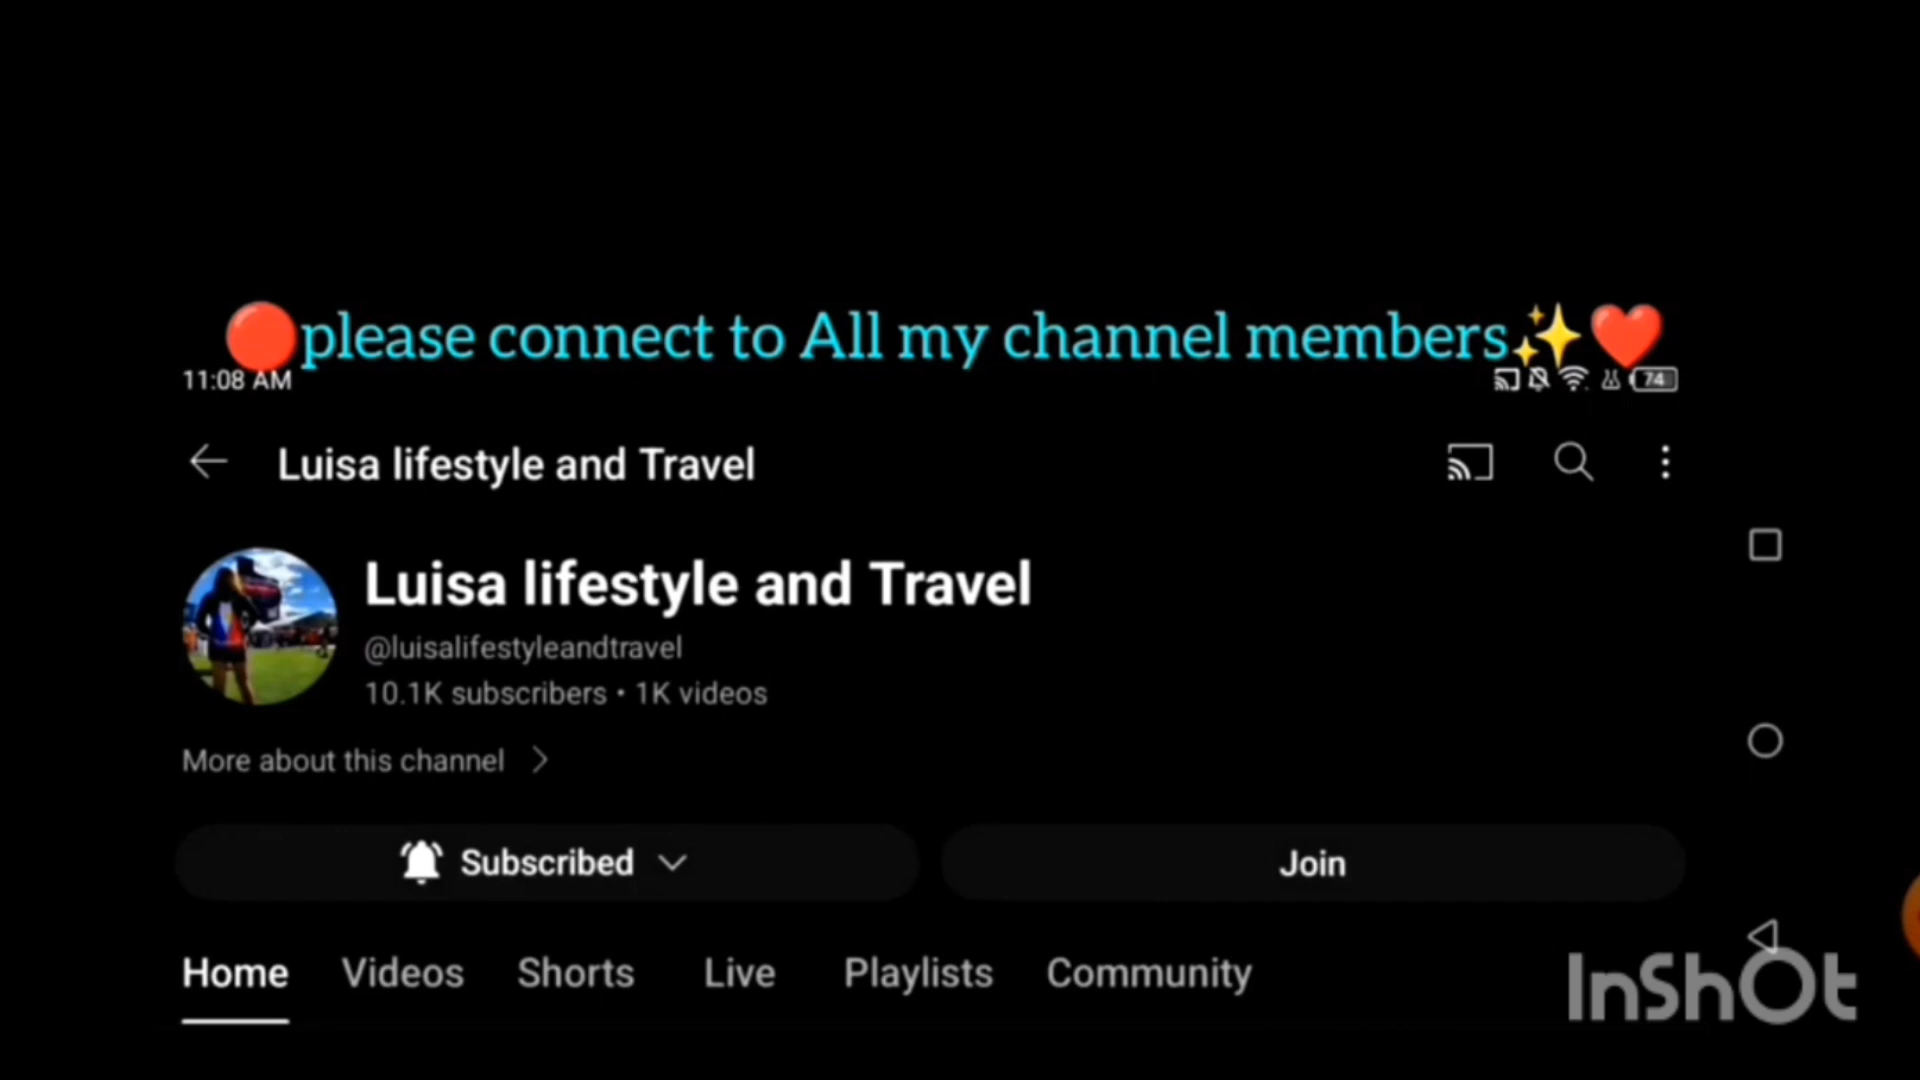 🔴please connect to All my channel members✨❤️
11:08 AM 74
Luisa lifestyle and Travel
Luisa lifestyle and Travel
@luisalifestyleandtravel
10.1K subscribers • 1K videos
More about this channel
Subscribed Join
Home Videos Shorts Live Playlists Community
InShOt